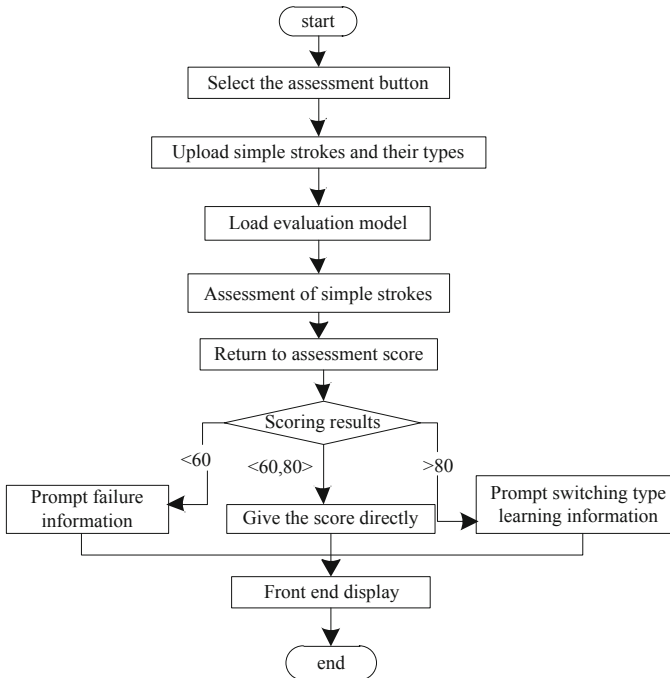 start
Select the assessment button
Upload simple strokes and their types
Load evaluation model
Assessment of simple strokes
Return to assessment score
Scoring results
<60
<60,80>
>80
Prompt failure
information
Give the score directly
Prompt switching type
learning information
Front end display
end